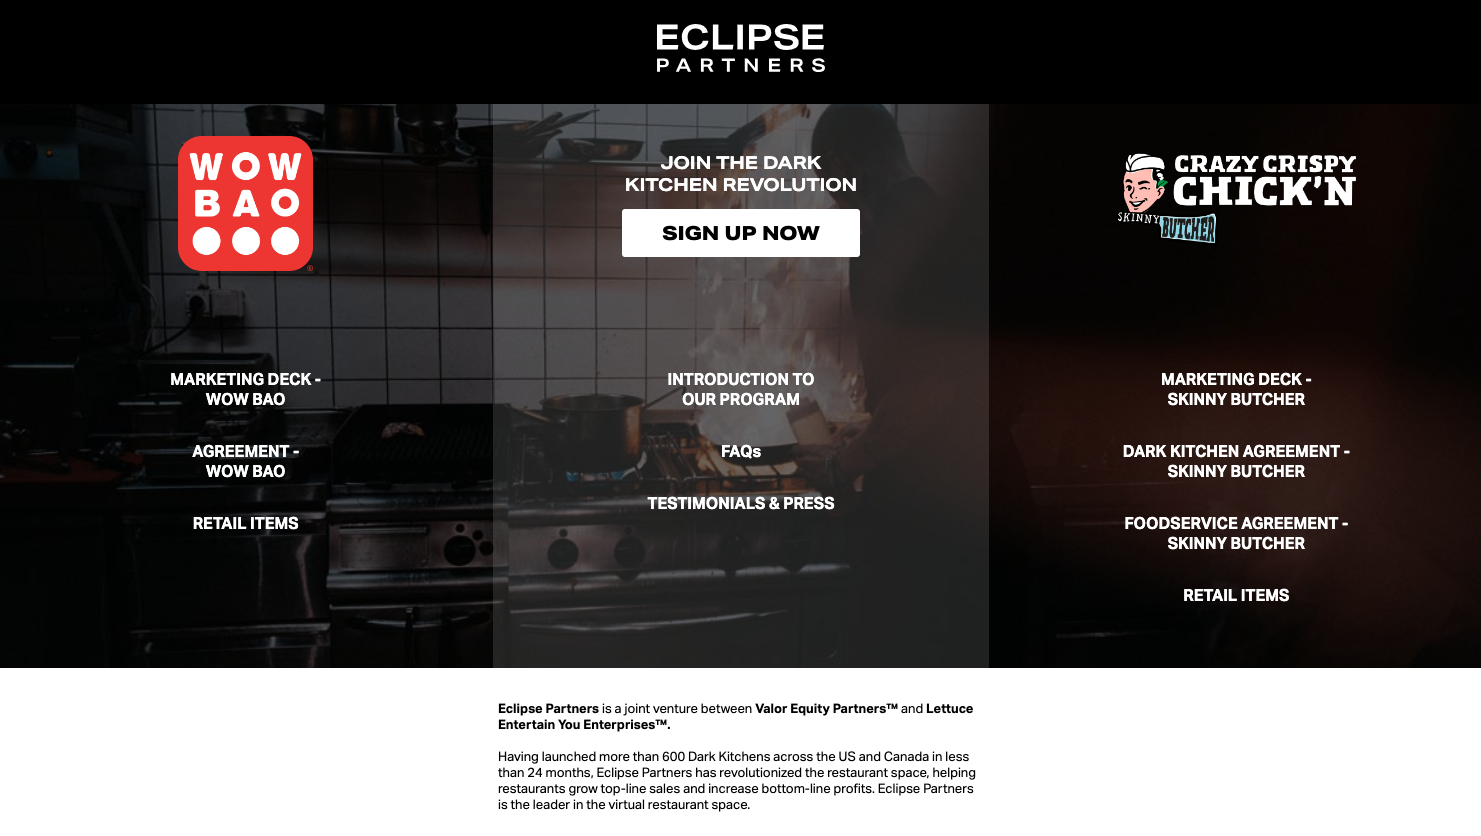 ECLIPSE
PARTNERS
WOW
BAO
®
MARKETING DECK -
WOW BAO
AGREEMENT -
WOW BAO
RETAIL ITEMS
JOIN THE DARK
KITCHEN REVOLUTION
SIGN UP NOW
INTRODUCTION TO
OUR PROGRAM
FAQs
TESTIMONIALS & PRESS
CRAZY CRISPY
CHICK'N
SKINNY
BUTCHER
MARKETING DECK -
SKINNY BUTCHER
DARK KITCHEN AGREEMENT -
SKINNY BUTCHER
FOODSERVICE AGREEMENT -
SKINNY BUTCHER
RETAIL ITEMS
Eclipse Partners is a joint venture between Valor Equity Partners™ and Lettuce
Entertain You Enterprises™.
Having launched more than 600 Dark Kitchens across the US and Canada in less
than 24 months, Eclipse Partners has revolutionized the restaurant space, helping
restaurants grow top-line sales and increase bottom-line profits. Eclipse Partners
is the leader in the virtual restaurant space.